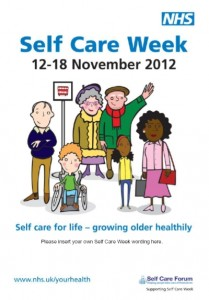 NHS
Self Care Week
12-18 November 2012
Self care for life – growing older healthily
Please insert your own Self Care Week wording here.
www.nhs.uk/yourhealth
Self Care Forum
Supporting Self Care Week